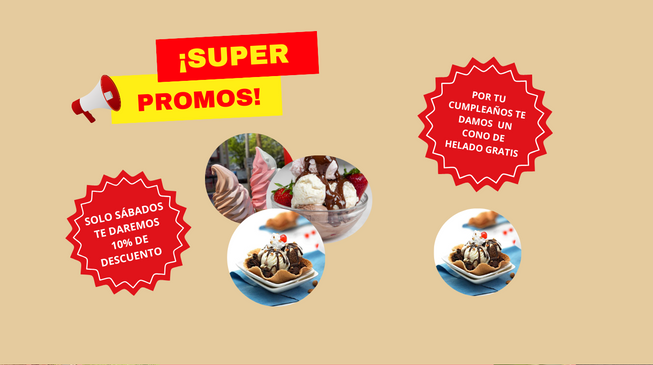 ¡SUPER
PROMOS!
POR TU
CUMPLEAÑOS TE
DAMOS UN
CONO DE
HELADO GRATIS
SOLO SÁBADOS
TE DAREMOS
10% DE
DESCUENTO